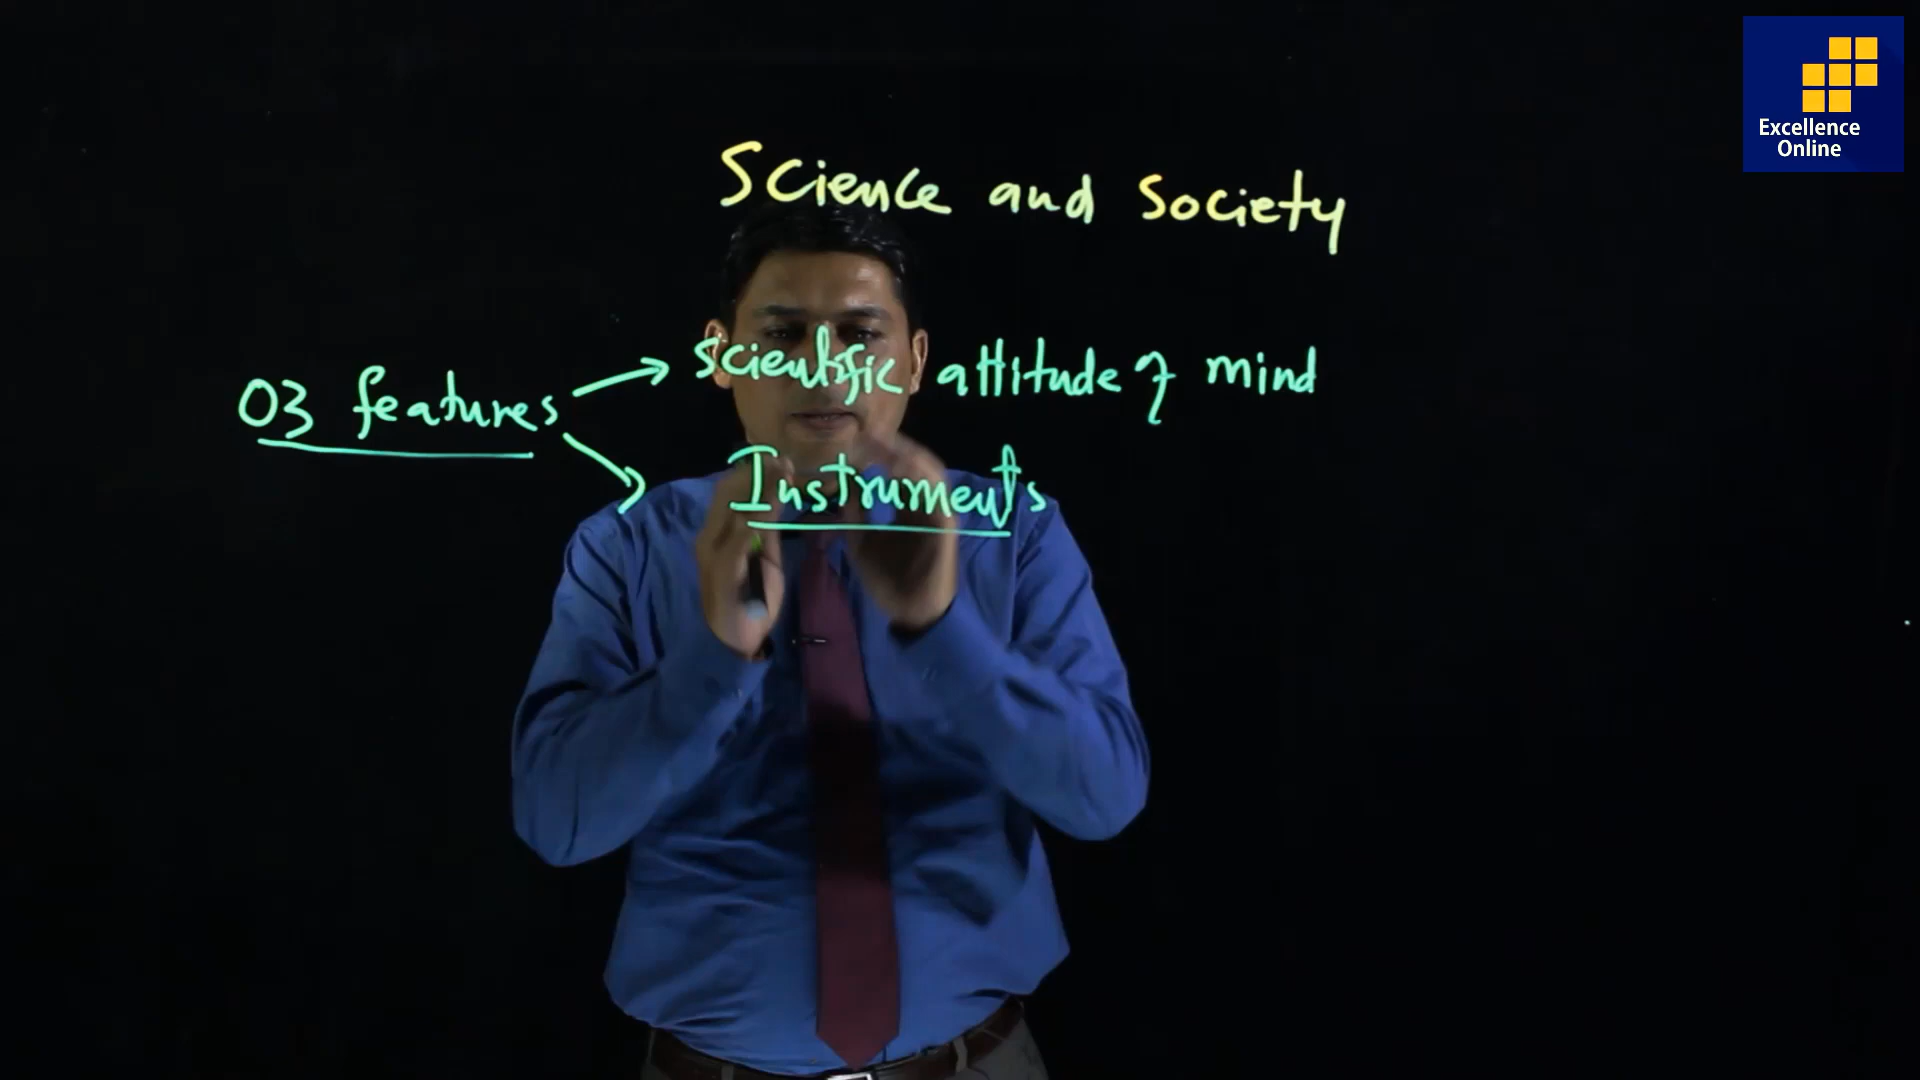 Excellence
Online
Science and Society
03 features
Scientific attitude of mind
Instruments